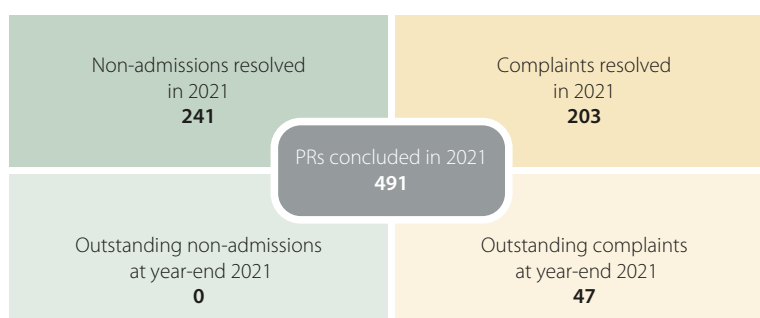 Non-admissions resolved
in 2021
241
Complaints resolved
in 2021
203
PRs concluded in 2021
491
Outstanding non-admissions
at year-end 2021
0
Outstanding complaints
at year-end 2021
47